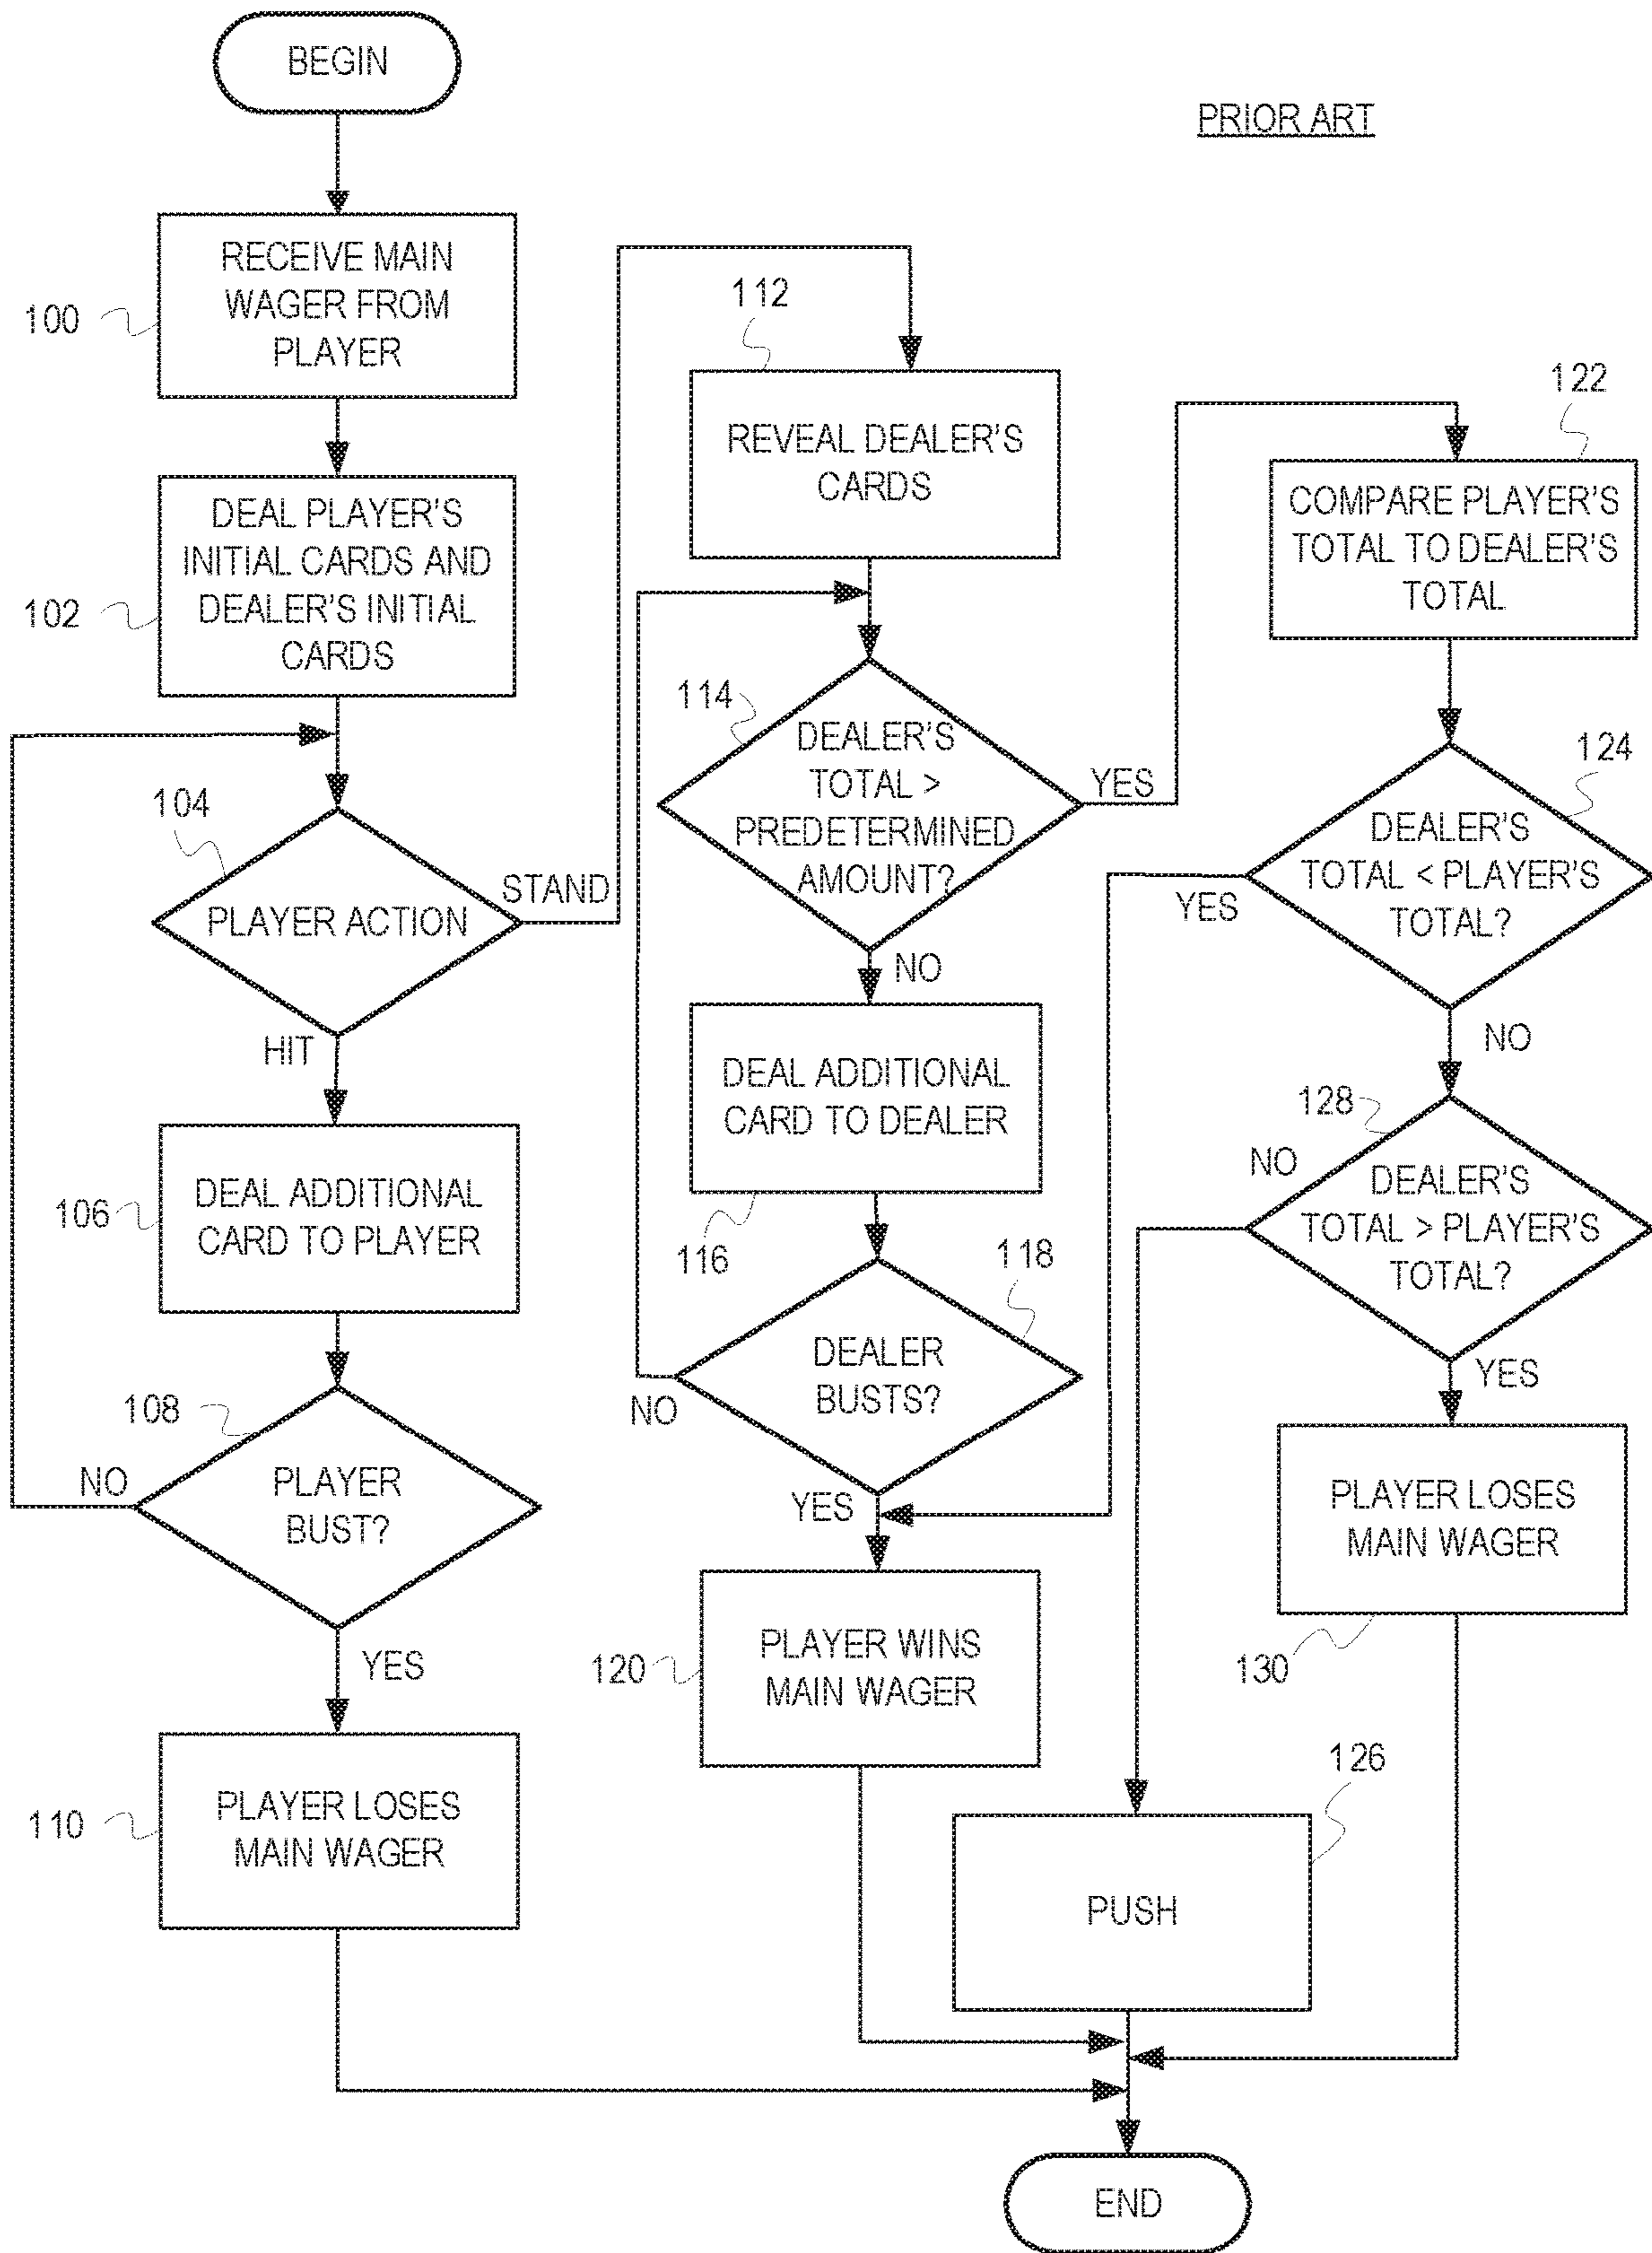 BEGIN
PRIOR ART
RECEIVE MAIN
WAGER FROM
PLAYER
100
DEAL PLAYER'S
INITIAL CARDS AND
DEALER'S INITIAL
CARDS
102
104
PLAYER ACTION
STAND
HIT
DEAL ADDITIONAL
CARD TO PLAYER
106
108
PLAYER
BUST?
NO
YES
PLAYER LOSES
MAIN WAGER
110
112
REVEAL DEALER'S
CARDS
114
DEALER'S
TOTAL >
PREDETERMINED
AMOUNT?
YES
NO
DEAL ADDITIONAL
CARD TO DEALER
116
118
DEALER
BUSTS?
NO
YES
PLAYER WINS
MAIN WAGER
120
122
COMPARE PLAYER'S
TOTAL TO DEALER'S
TOTAL
124
DEALER'S
TOTAL < PLAYER'S
TOTAL?
YES
NO
128
NO
DEALER'S
TOTAL > PLAYER'S
TOTAL?
YES
PLAYER LOSES
MAIN WAGER
130
126
PUSH
END